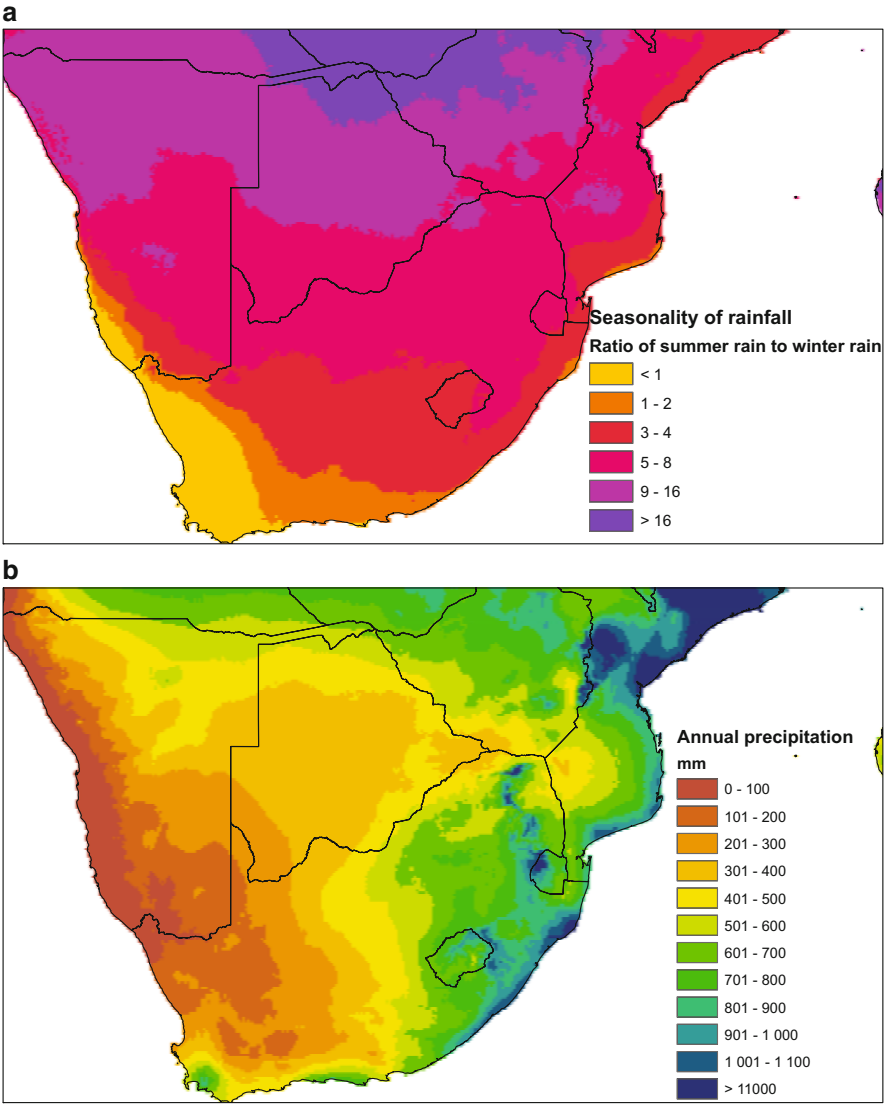 a
Seasonality of rainfall
Ratio of summer rain to winter rain
< 1
1 - 2
3 - 4
5 - 8
9 - 16
> 16
b
Annual precipitation
mm
0 - 100
101 - 200
201 - 300
301 - 400
401 - 500
501 - 600
601 - 700
701 - 800
801 - 900
901 - 1 000
1 001 - 1 100
> 11000